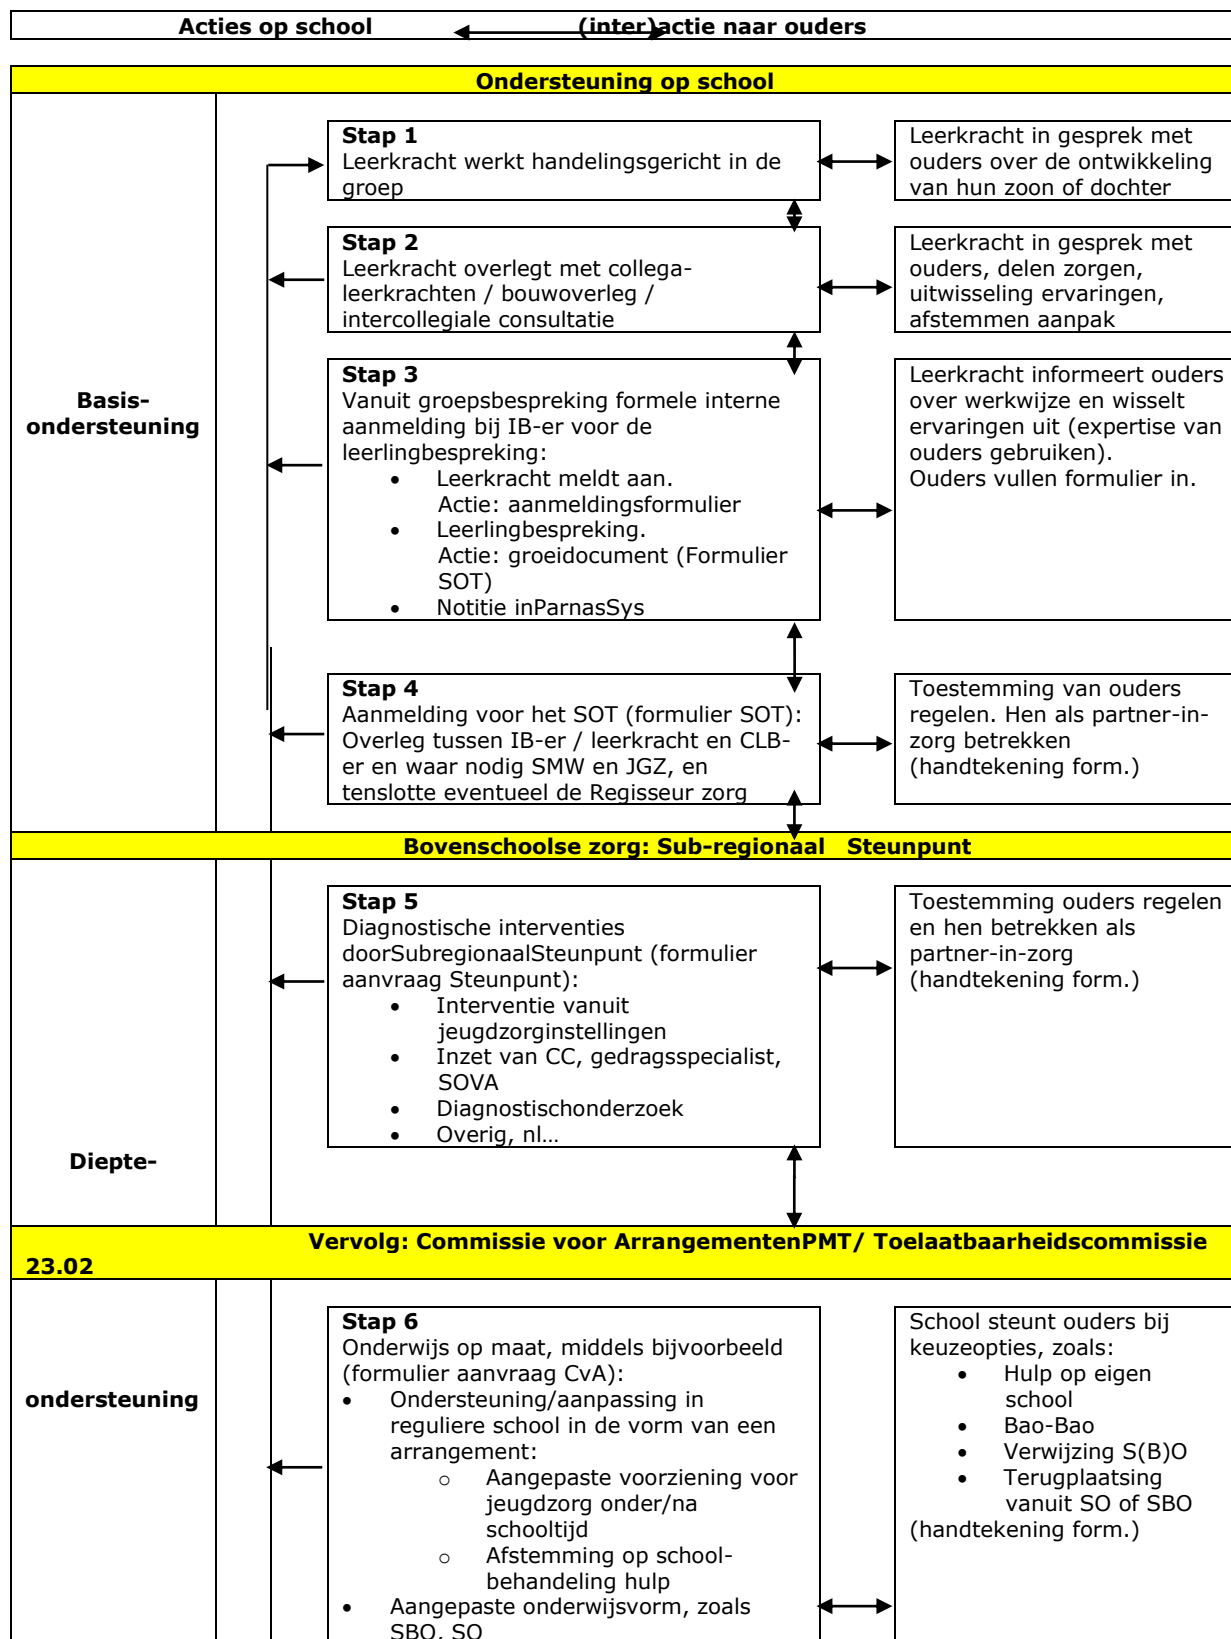 Acties op school (inter)actie naar ouders
Ondersteuning op school
Basis-
ondersteuning
Stap 1
Leerkracht werkt handelingsgericht in de
groep
Leerkracht in gesprek met
ouders over de ontwikkeling
van hun zoon of dochter
Stap 2
Leerkracht overlegt met collega-
leerkrachten / bouwoverleg /
intercollegiale consultatie
Leerkracht in gesprek met
ouders, delen zorgen,
uitwisseling ervaringen,
afstemmen aanpak
Stap 3
Vanuit groepsbespreking formele interne
aanmelding bij IB-er voor de
leerlingbespreking:
• Leerkracht meldt aan.
Actie: aanmeldingsformulier
• Leerlingbespreking.
Actie: groeidocument (Formulier
SOT)
• Notitie inParnasSys
Leerkracht informeert ouders
over werkwijze en wisselt
ervaringen uit (expertise van
ouders gebruiken).
Ouders vullen formulier in.
Stap 4
Aanmelding voor het SOT (formulier SOT):
Overleg tussen IB-er / leerkracht en CLB-
er en waar nodig SMW en JGZ, en
tenslotte eventueel de Regisseur zorg
Toestemming van ouders
regelen. Hen als partner-in-
zorg betrekken
(handtekening form.)
Bovenschoolse zorg: Sub-regionaal Steunpunt
Diepte-
Stap 5
Diagnostische interventies
doorSubregionaalSteunpunt (formulier
aanvraag Steunpunt):
• Interventie vanuit
jeugdzorginstellingen
• Inzet van CC, gedragsspecialist,
SOVA
• Diagnostischonderzoek
• Overig, nl…
Toestemming ouders regelen
en hen betrekken als
partner-in-zorg
(handtekening form.)
Vervolg: Commissie voor ArrangementenPMT/ Toelaatbaarheidscommissie
23.02
ondersteuning
Stap 6
Onderwijs op maat, middels bijvoorbeeld
(formulier aanvraag CvA):
• Ondersteuning/aanpassing in
reguliere school in de vorm van een
arrangement:
o Aangepaste voorziening voor
jeugdzorg onder/na
schooltijd
o Afstemming op school-
behandeling hulp
• Aangepaste onderwijsvorm, zoals
SBO, SO
School steunt ouders bij
keuzeopties, zoals:
• Hulp op eigen
school
• Bao-Bao
• Verwijzing S(B)O
• Terugplaatsing
vanuit SO of SBO
(handtekening form.)